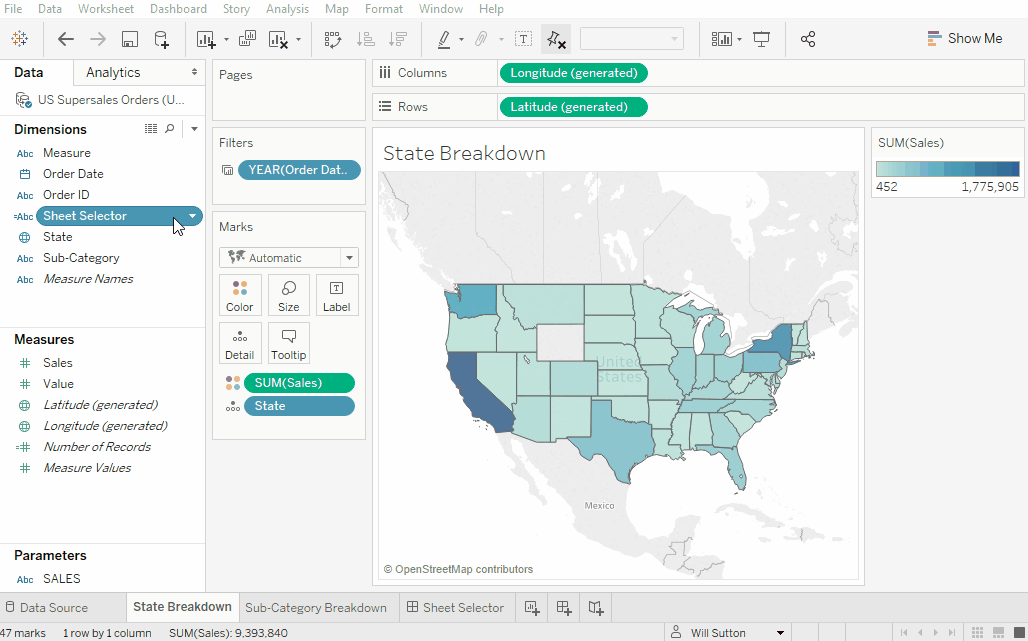 File Data Worksheet Dashboard Story Analysis Map Format Window Help
Show Me
Data Analytics
US Supersales Orders (U...
Dimensions
Abc Measure
Order Date
Abc Order ID
=Abc Sheet Selector
State
Abc Sub-Category
Abc Measure Names
Measures
Sales
Value
Latitude (generated)
Longitude (generated)
Number of Records
Measure Values
Parameters
Abc SALES
Pages
Filters
YEAR(Order Dat..
Marks
Automatic
Color Size Label
Detail Tooltip
SUM(Sales)
State
Columns Longitude (generated)
Rows Latitude (generated)
State Breakdown
United
States
Mexico
© OpenStreetMap contributors
SUM(Sales)
452 1,775,905
Data Source State Breakdown Sub-Category Breakdown Sheet Selector
47 marks 1 row by 1 column SUM(Sales): 9,393,840 Will Sutton